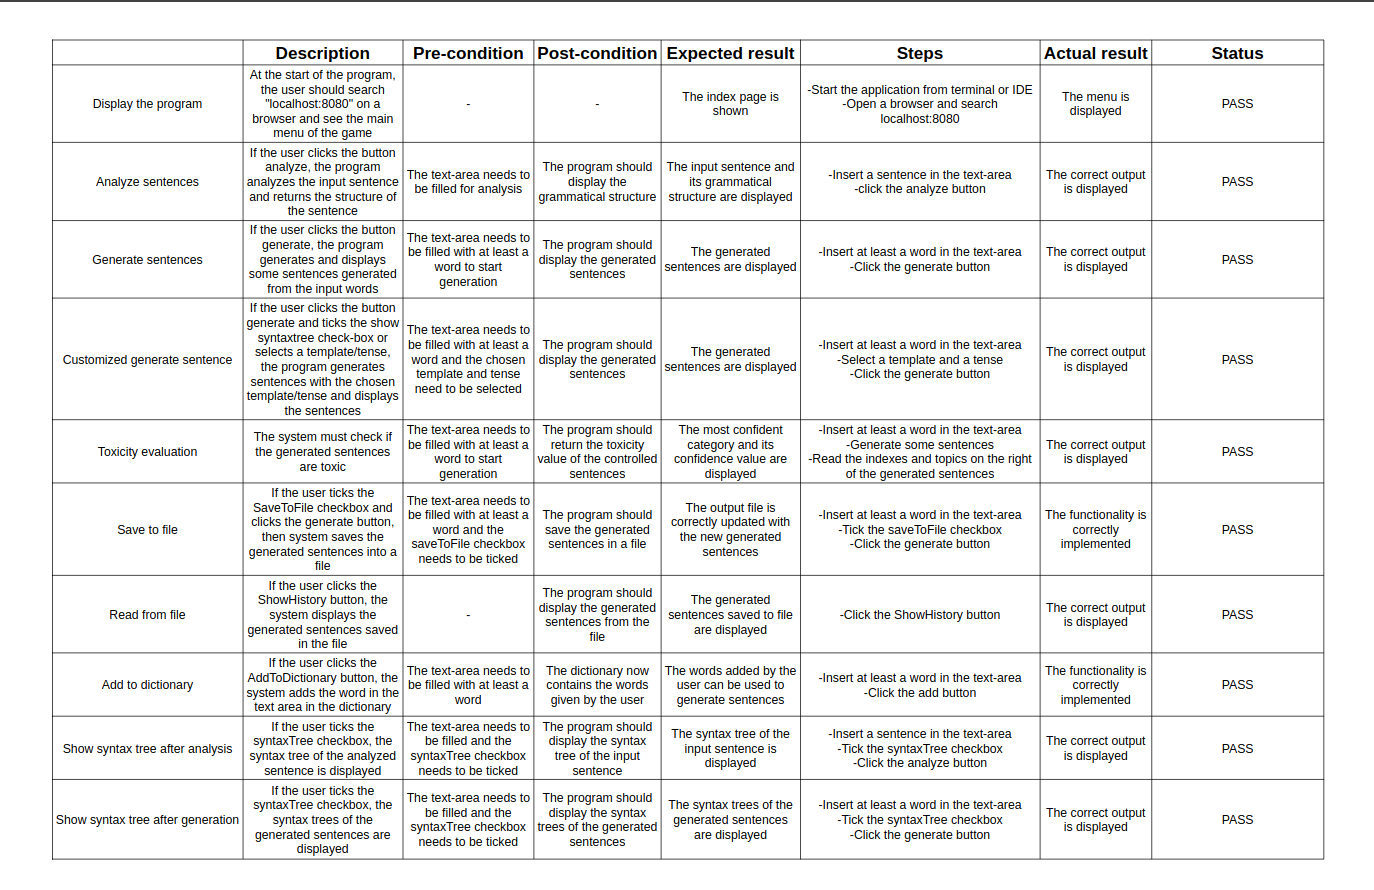 Description Pre-condition Post-condition Expected result Steps Actual result Status
Display the program
At the start of the program,
the user should search
"localhost:8080" on a
browser and see the main
menu of the game
-
-
The index page is
shown
-Start the application from terminal or IDE
-Open a browser and search
localhost:8080
The menu is
displayed
PASS
Analyze sentences
If the user clicks the button
analyze, the program
analyzes the input sentence
and returns the structure of
the sentence
The text-area needs to
be filled for analysis
The program should
display the
grammatical structure
The input sentence and
its grammatical
structure are displayed
-Insert a sentence in the text-area
-click the analyze button
The correct output
is displayed
PASS
Generate sentences
If the user clicks the button
generate, the program
generates and displays
some sentences generated
from the input words
The text-area needs to
be filled with at least a
word to start
generation
The program should
display the generated
sentences
The generated
sentences are displayed
-Insert at least a word in the text-area
-Click the generate button
The correct output
is displayed
PASS
Customized generate sentence
If the user clicks the button
generate and ticks the show
syntaxtree check-box or
selects a template/tense,
the program generates
sentences with the chosen
template/tense and displays
the sentences
The text-area needs to
be filled with at least a
word and the chosen
template and tense
need to be selected
The program should
display the generated
sentences
The generated
sentences are displayed
-Insert at least a word in the text-area
-Select a template and a tense
-Click the generate button
The correct output
is displayed
PASS
Toxicity evaluation
The system must check if
the generated sentences
are toxic
The text-area needs to
be filled with at least a
word to start
generation
The program should
return the toxicity
value of the controlled
sentences
The most confident
category and its
confidence value are
displayed
-Insert at least a word in the text-area
-Generate some sentences
-Read the indexes and topics on the right
of the generated sentences
The correct output
is displayed
PASS
Save to file
If the user ticks the
SaveToFile checkbox and
clicks the generate button,
then system saves the
generated sentences into a
file
The text-area needs to
be filled with at least a
word and the
saveToFile checkbox
needs to be ticked
The program should
save the generated
sentences in a file
The output file is
correctly updated with
the new generated
sentences
-Insert at least a word in the text-area
-Tick the saveToFile checkbox
-Click the generate button
The functionality is
correctly
implemented
PASS
Read from file
If the user clicks the
ShowHistory button, the
system displays the
generated sentences saved
in the file
-
The program should
display the generated
sentences from the
file
The generated
sentences saved to file
are displayed
-Click the ShowHistory button
The correct output
is displayed
PASS
Add to dictionary
If the user clicks the
AddToDictionary button, the
system adds the word in the
text area in the dictionary
The text-area needs to
be filled with at least a
word
The dictionary now
contains the words
given by the user
The words added by the
user can be used to
generate sentences
-Insert at least a word in the text-area
-Click the add button
The functionality is
correctly
implemented
PASS
Show syntax tree after analysis
If the user ticks the
syntaxTree checkbox, the
syntax tree of the analyzed
sentence is displayed
The text-area needs to
be filled and the
syntaxTree checkbox
needs to be ticked
The program should
display the syntax
tree of the input
sentence
The syntax tree of the
input sentence is
displayed
-Insert a sentence in the text-area
-Tick the syntaxTree checkbox
-Click the analyze button
The correct output
is displayed
PASS
Show syntax tree after generation
If the user ticks the
syntaxTree checkbox, the
syntax trees of the
generated sentences are
displayed
The text-area needs to
be filled and the
syntaxTree checkbox
needs to be ticked
The program should
display the syntax
trees of the generated
sentences
The syntax trees of the
generated sentences
are displayed
-Insert at least a word in the text-area
-Tick the syntaxTree checkbox
-Click the generate button
The correct output
is displayed
PASS